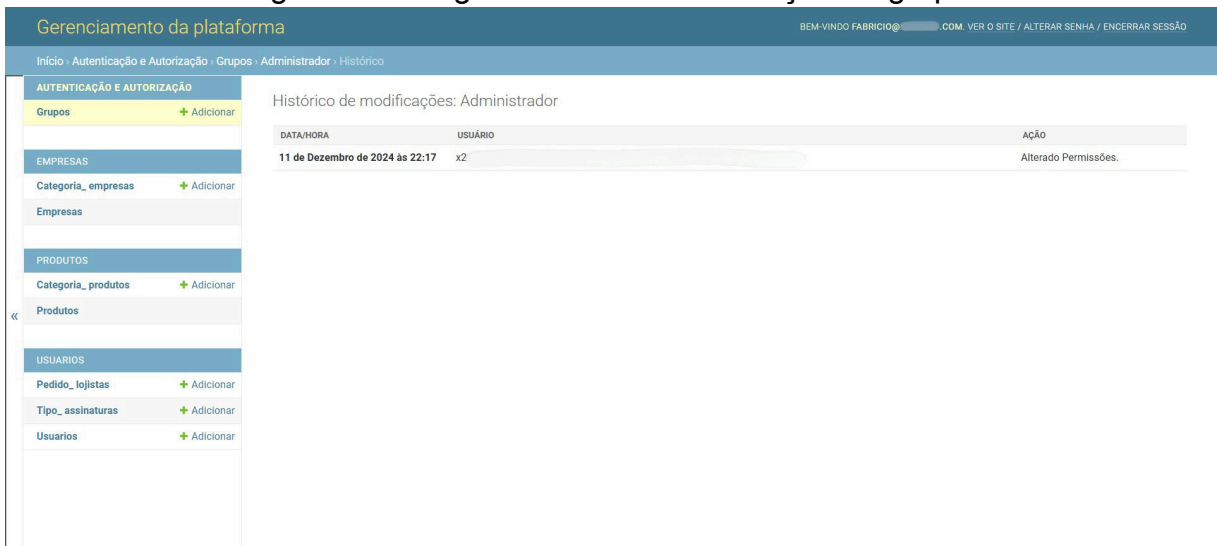 Gerenciamento da plataforma
BEM-VINDO FABRICIO@ .COM. VER O SITE / ALTERAR SENHA / ENCERRAR SESSÃO
Início › Autenticação e Autorização › Grupos › Administrador › Histórico
AUTENTICAÇÃO E AUTORIZAÇÃO
Grupos + Adicionar
EMPRESAS
Categoria_ empresas + Adicionar
Empresas
PRODUTOS
Categoria_ produtos + Adicionar
Produtos
«
USUARIOS
Pedido_ lojistas + Adicionar
Tipo_ assinaturas + Adicionar
Usuarios + Adicionar
Histórico de modificações: Administrador
DATA/HORA USUÁRIO AÇÃO
11 de Dezembro de 2024 às 22:17 x2 Alterado Permissões.